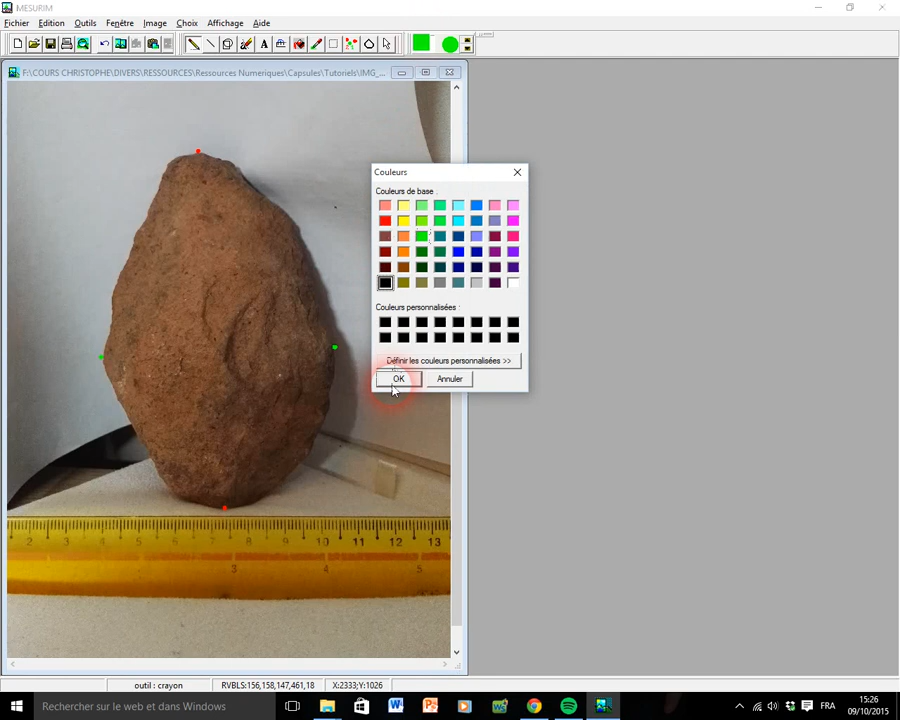 MESURIM
Fichier Edition Outils Fenêtre Image Choix Affichage Aide
A
F:\COURS CHRISTOPHE\DIVERS\RESSOURCES\Ressources Numeriques\Capsules\Tutoriels\IMG_...
Couleurs
Couleurs de base :
Couleurs personnalisées :
Définir les couleurs personnalisées >>
OK Annuler
2 3 4 5 6 7 8 9 10 11 12 13
3 4 5
outil : crayon RVBLS:156,158,147,461,18 X:2333;Y:1026
Rechercher sur le web et dans Windows
FRA
15:26
09/10/2015